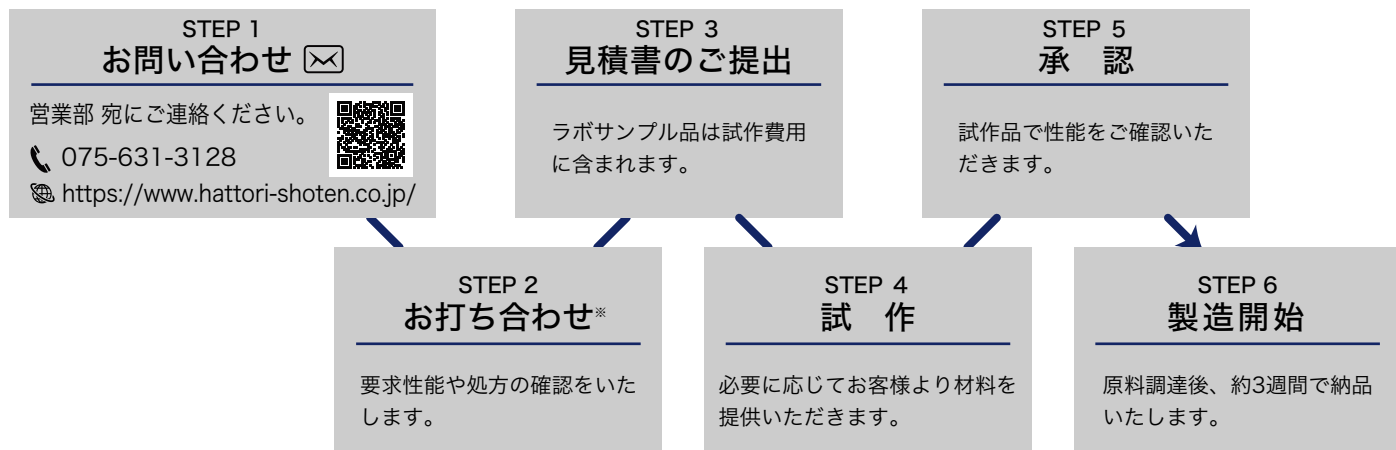 STEP 1
お問い合わせ
営業部 宛にご連絡ください。
075-631-3128
https://www.hattori-shoten.co.jp/
STEP 2
お打ち合わせ※
要求性能や処方の確認をいた
します。
STEP 3
見積書のご提出
ラボサンプル品は試作費用
に含まれます。
STEP 4
試　作
必要に応じてお客様より材料を
提供いただきます。
STEP 5
承　認
試作品で性能をご確認いた
だきます。
STEP 6
製造開始
原料調達後、約3週間で納品
いたします。